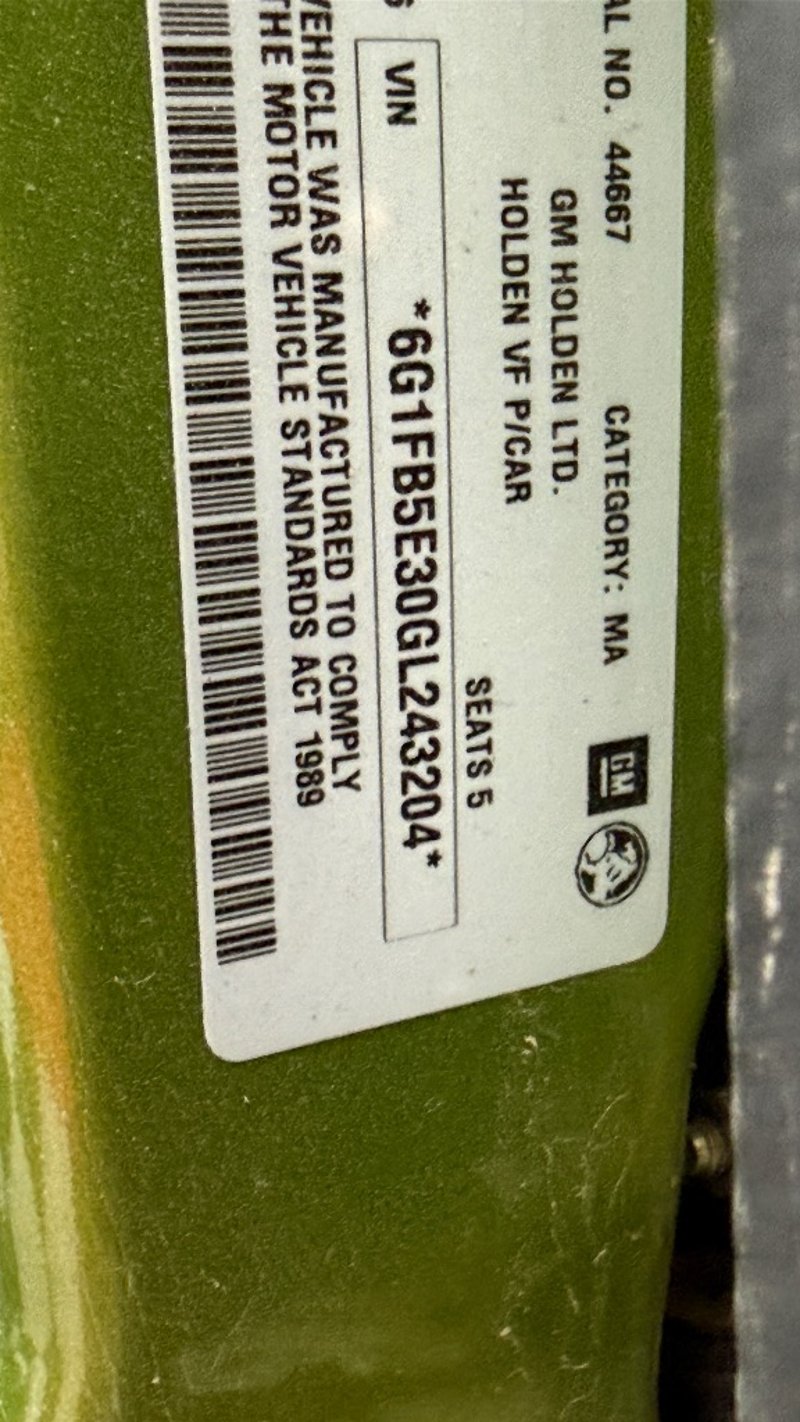 AL NO. 44667 CATEGORY: MA
GM
GM HOLDEN LTD.
HOLDEN VF P/CAR
SEATS 5
VIN *6G1FB5E30GL243204*
VEHICLE WAS MANUFACTURED TO COMPLY
THE MOTOR VEHICLE STANDARDS ACT 1989